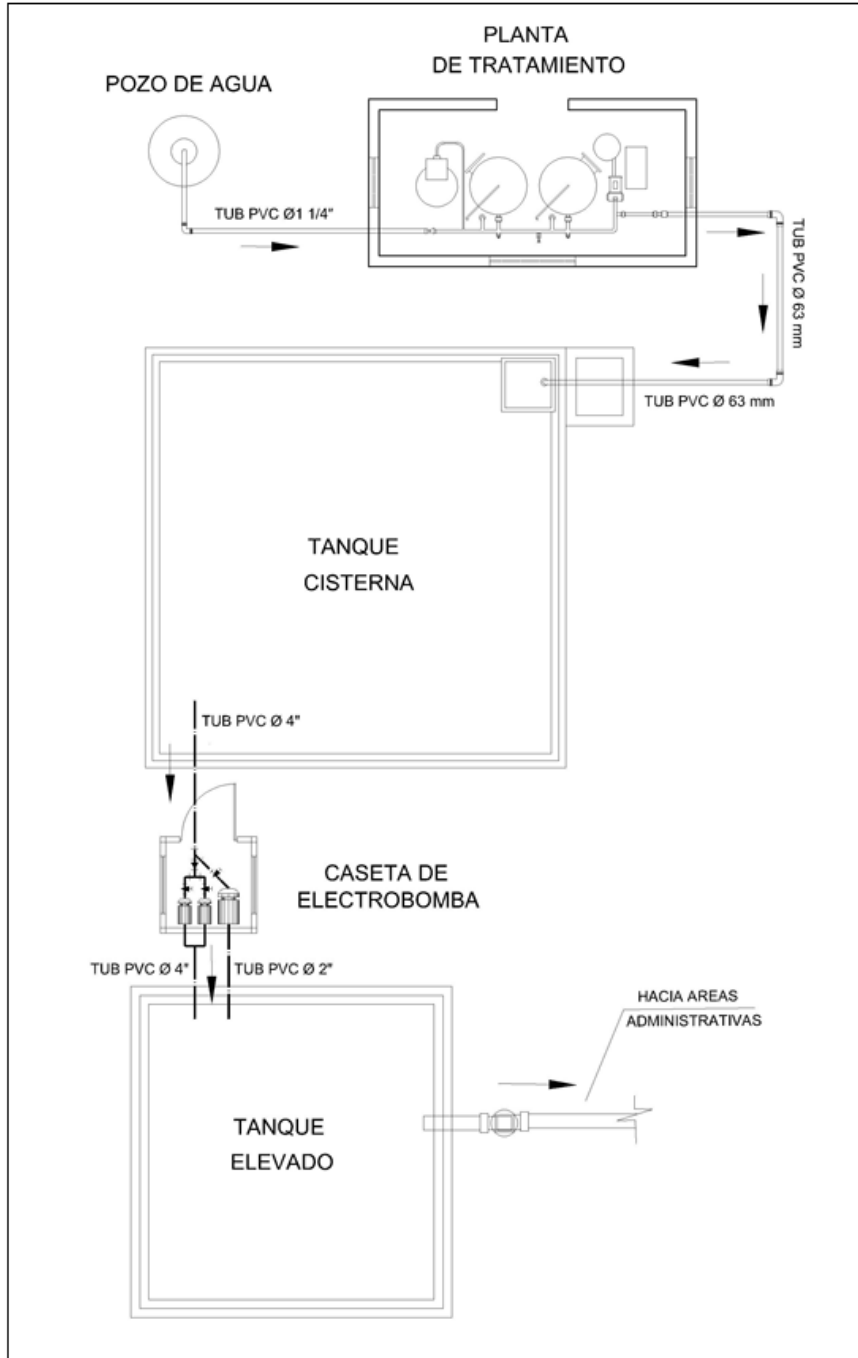 PLANTA
DE TRATAMIENTO
POZO DE AGUA
TUB PVC Ø1 1/4"
TUB PVC Ø 63 mm
TUB PVC Ø 63 mm
TANQUE
CISTERNA
TUB PVC Ø 4"
CASETA DE
ELECTROBOMBA
TUB PVC Ø 4"
TUB PVC Ø 2"
HACIA AREAS
ADMINISTRATIVAS
TANQUE
ELEVADO